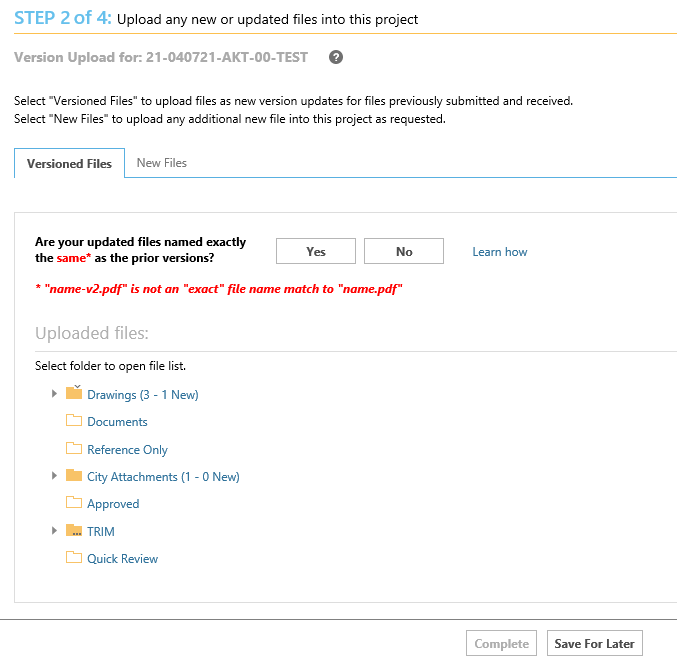 STEP 2 of 4: Upload any new or updated files into this project
Version Upload for: 21-040721-AKT-00-TEST ?
Select "Versioned Files" to upload files as new version updates for files previously submitted and received.
Select "New Files" to upload any additional new file into this project as requested.
Versioned Files New Files
Are your updated files named exactly
the same* as the prior versions?
Yes No Learn how
* "name-v2.pdf" is not an "exact" file name match to "name.pdf"
Uploaded files:
Select folder to open file list.
Drawings (3 - 1 New)
Documents
Reference Only
City Attachments (1 - 0 New)
Approved
TRIM
Quick Review
Complete Save For Later